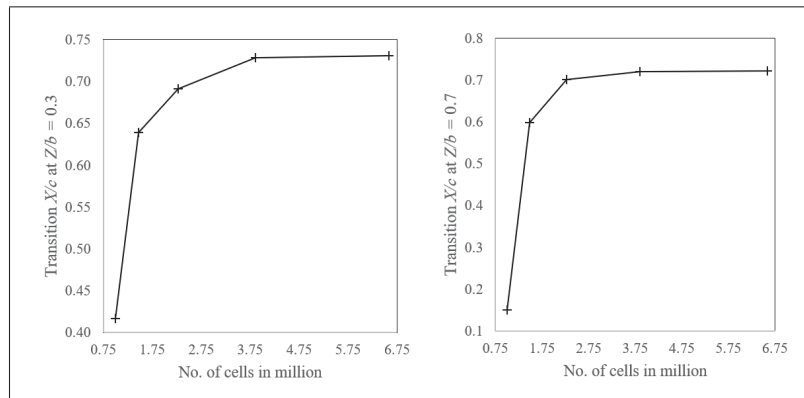 Transition X/c at Z/b = 0.3
0.75
0.70
0.65
0.60
0.55
0.50
0.45
0.40
0.75 1.75 2.75 3.75 4.75 5.75 6.75
No. of cells in million
Transition X/c at Z/b = 0.7
0.8
0.7
0.6
0.5
0.4
0.3
0.2
0.1
0.75 1.75 2.75 3.75 4.75 5.75 6.75
No. of cells in million